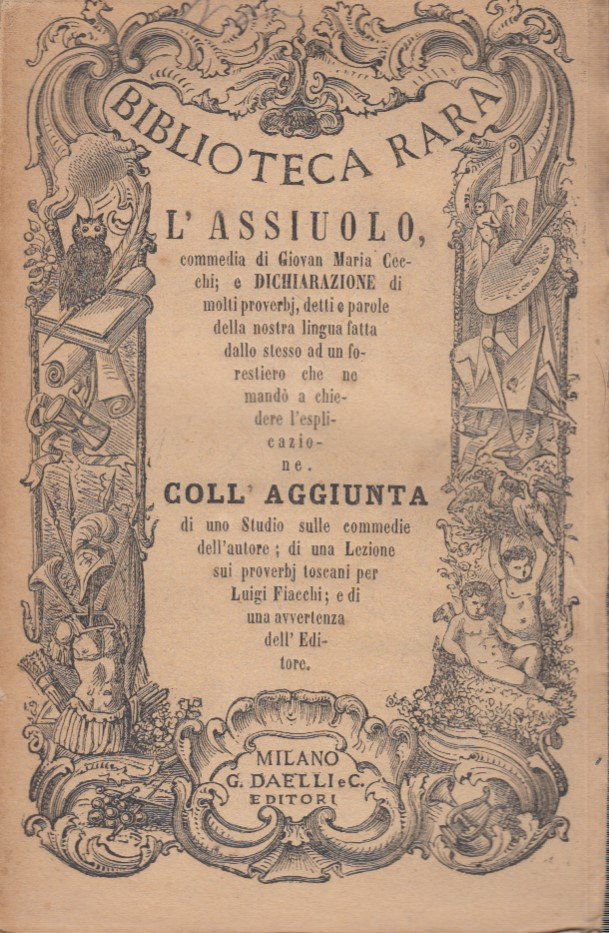 BIBLIOTECA RARA
L' ASSIUOLO,
commedia di Giovan Maria Cec-
chi; e DICHIARAZIONE di
molti proverbj, detti e parole
della nostra lingua fatta
dallo stesso ad un fo-
restiero che ne
mandò a chie-
dere l'espli-
cazio-
ne.
COLL' AGGIUNTA
di uno Studio sulle commedie
dell'autore; di una Lezione
sui proverbj toscani per
Luigi Fiacchi; e di
una avvertenza
dell' Edi-
tore.
MILANO
G. DAELLI e C.
EDITORI